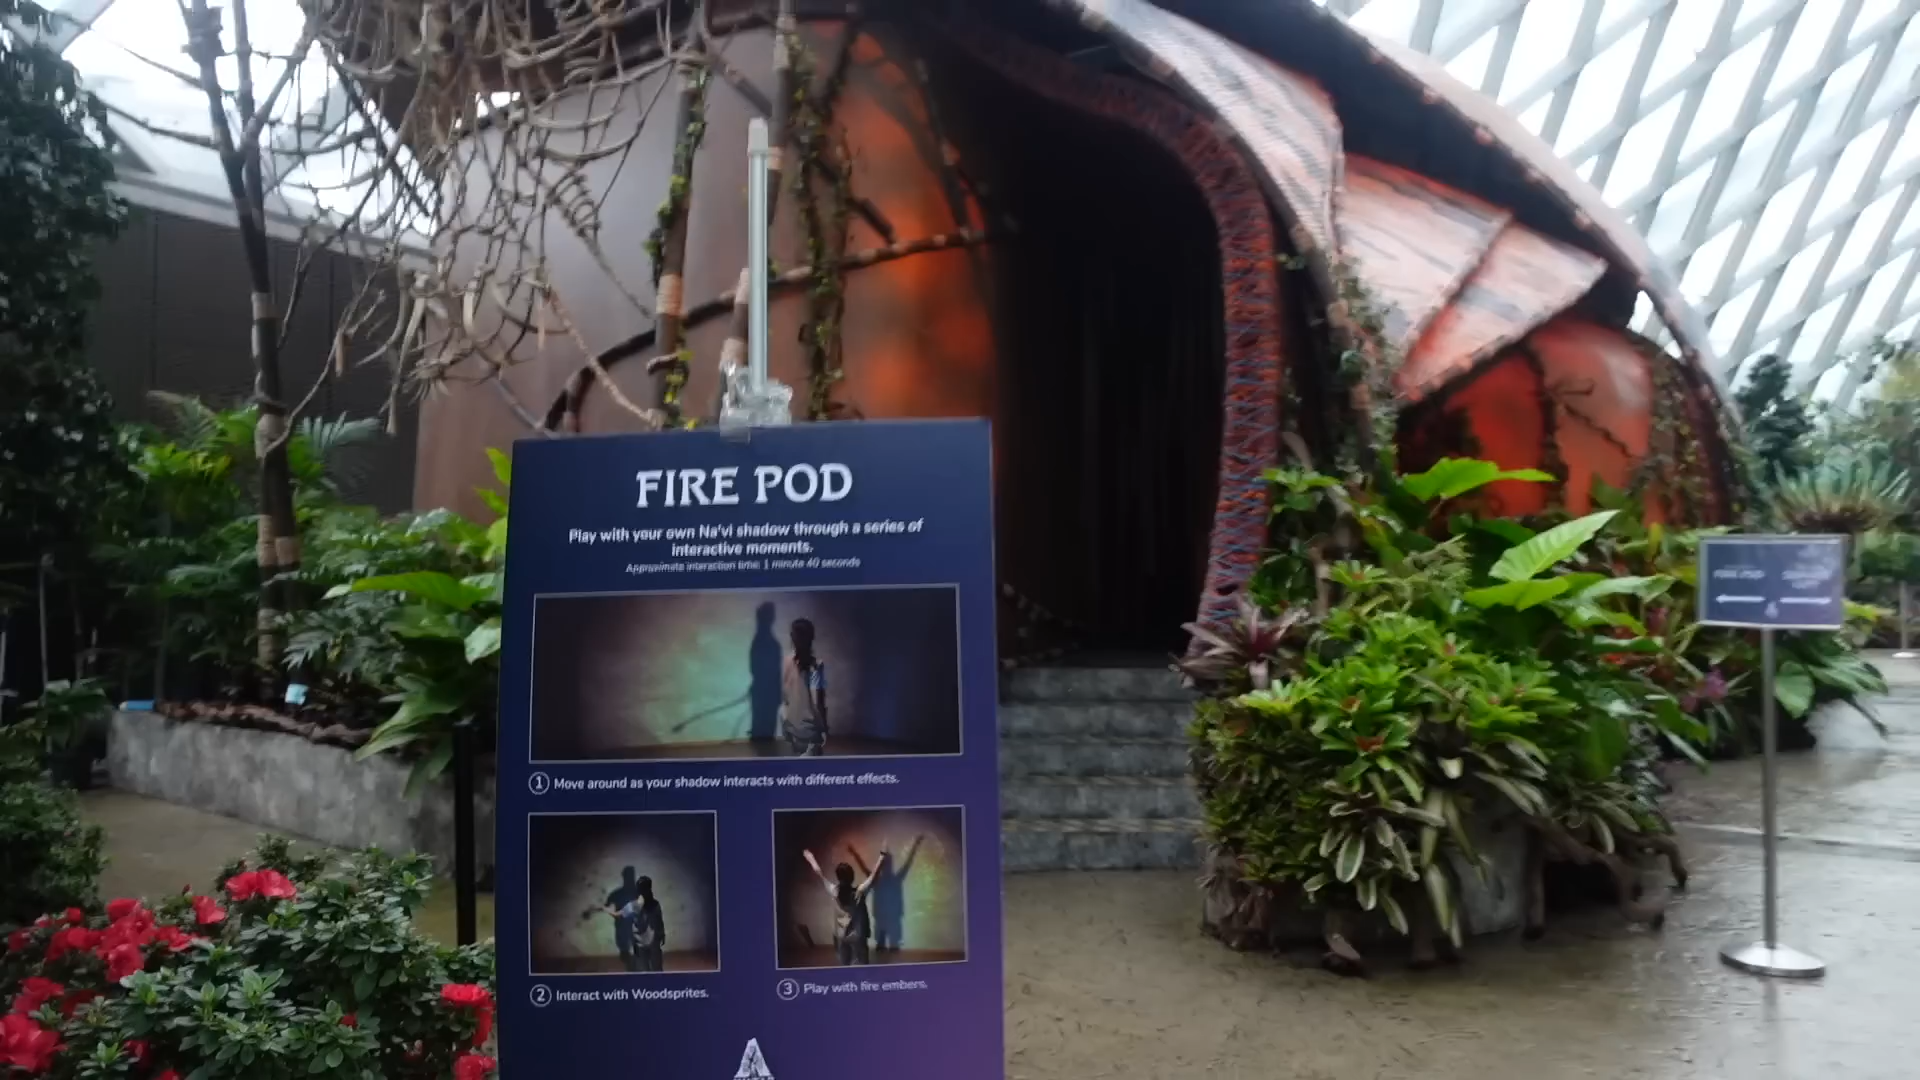 FIRE POD
Play with your own Na'vi shadow through a series of
interactive moments.
Approximate interaction time: 1 minute 40 seconds
1 Move around as your shadow interacts with different effects.
2 Interact with Woodsprites.
3 Play with fire embers.
FIRE POD